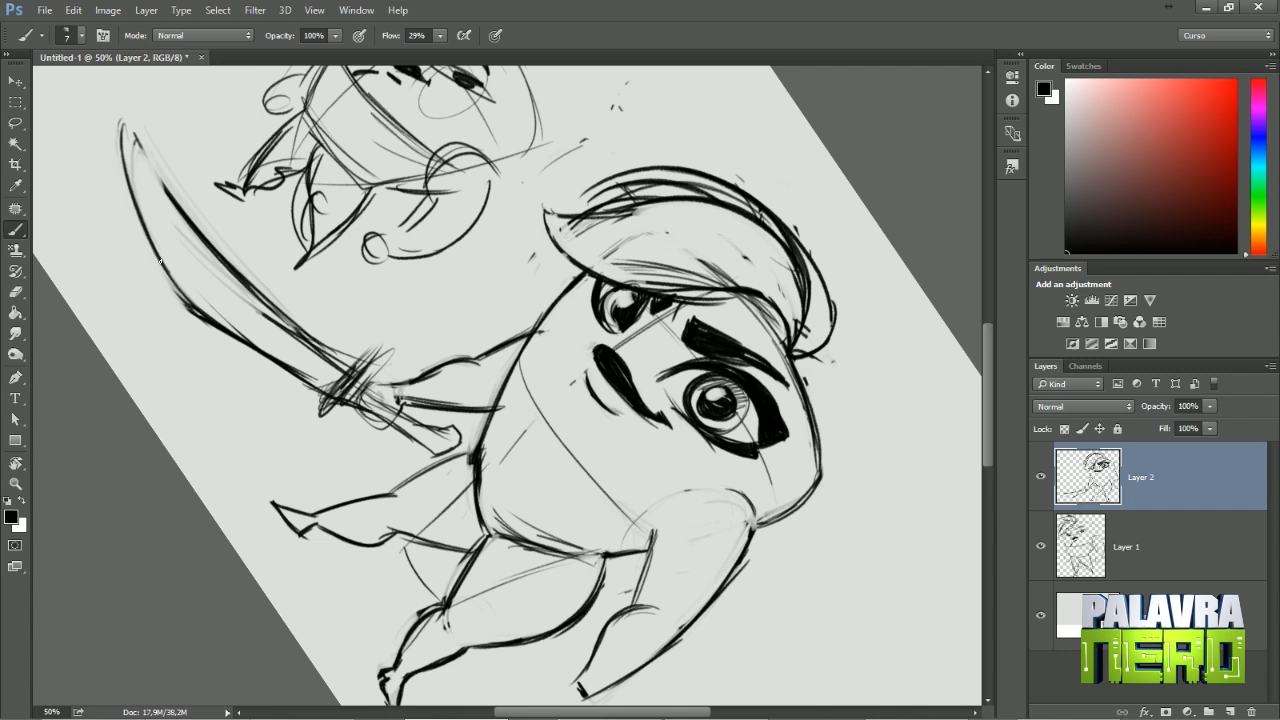 Ps File Edit Image Layer Type Select Filter 3D View Window Help
7 Mode: Normal Opacity: 100% Flow: 29% Curso
Untitled-1 @ 50% (Layer 2, RGB/8) * ×
Color Swatches
Adjustments
Add an adjustment
Layers Channels
Kind
Normal Opacity: 100%
Lock: Fill: 100%
Layer 2
Layer 1
PALAVRA
NERD
50% Doc: 17,9M/38,2M